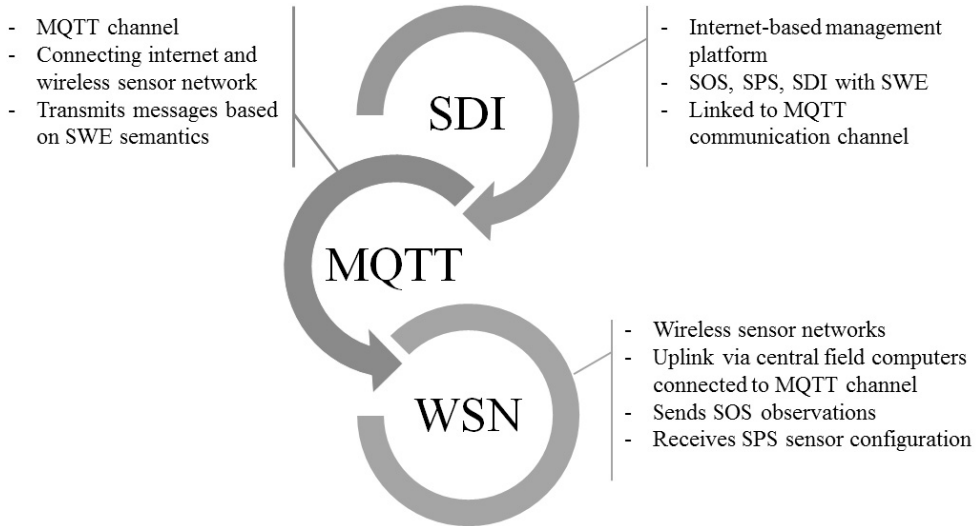 - MQTT channel
- Connecting internet and
wireless sensor network
- Transmits messages based
on SWE semantics
SDI
- Internet-based management
platform
- SOS, SPS, SDI with SWE
- Linked to MQTT
communication channel
MQTT
WSN
- Wireless sensor networks
- Uplink via central field computers
connected to MQTT channel
- Sends SOS observations
- Receives SPS sensor configuration